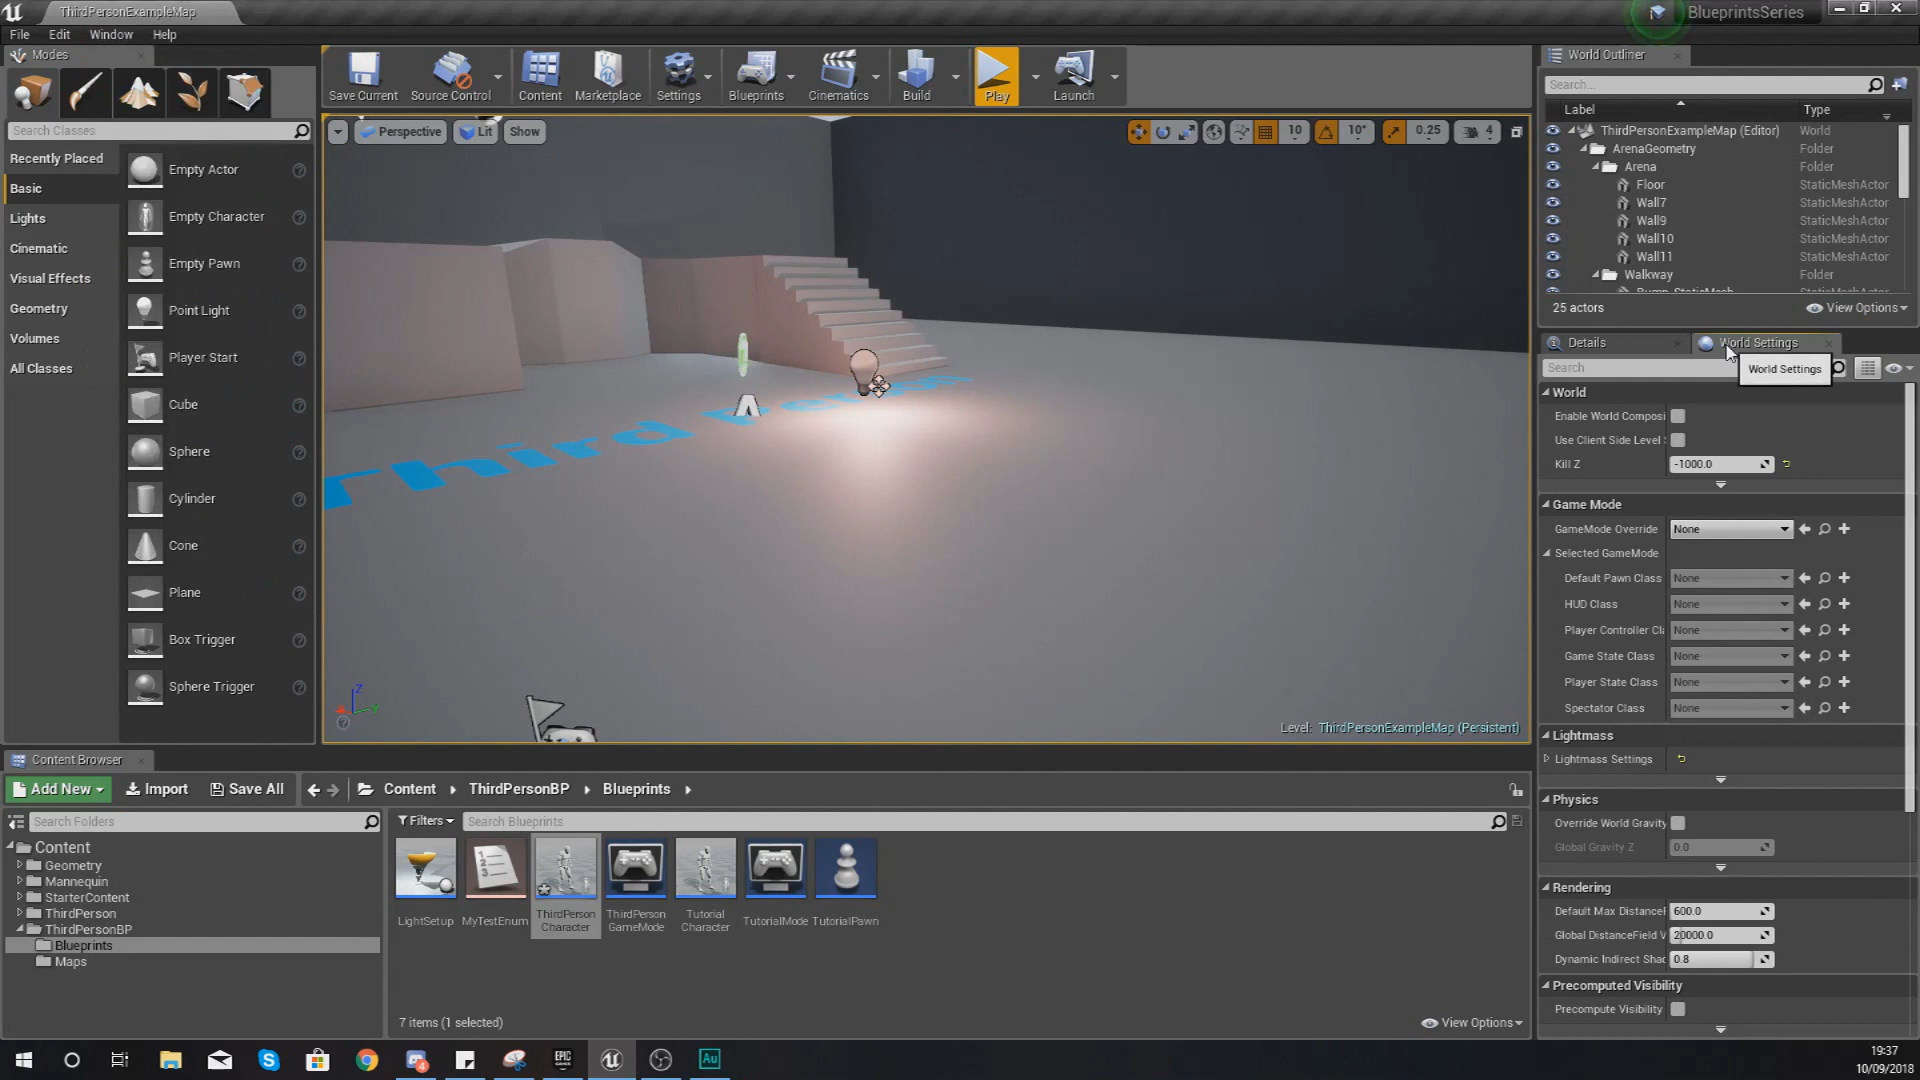 ThirdPersonExampleMap
BlueprintsSeries
File Edit Window Help
Modes
Search Classes
Recently Placed
Basic
Lights
Cinematic
Visual Effects
Geometry
Volumes
All Classes
Empty Actor
Empty Character
Empty Pawn
Point Light
Player Start
Cube
Sphere
Cylinder
Cone
Plane
Box Trigger
Sphere Trigger
Save Current
Source Control
Content
Marketplace
Settings
Blueprints
Cinematics
Build
Play
Launch
Perspective Lit Show
10 10° 0.25 4
Third
Level: ThirdPersonExampleMap (Persistent)
World Outliner
Search...
Label Type
ThirdPersonExampleMap (Editor) World
ArenaGeometry Folder
Arena Folder
Floor StaticMeshActor
Wall7 StaticMeshActor
Wall9 StaticMeshActor
Wall10 StaticMeshActor
Wall11 StaticMeshActor
Walkway Folder
Bump_StaticMesh StaticMeshActor
25 actors View Options
Details World Settings
Search
World Settings
World
Enable World Composi
Use Client Side Level
Kill Z -1000.0
Game Mode
GameMode Override None
Selected GameMode
Default Pawn Class None
HUD Class None
Player Controller Cl None
Game State Class None
Player State Class None
Spectator Class None
Lightmass
Lightmass Settings
Physics
Override World Gravity
Global Gravity Z 0.0
Rendering
Default Max DistanceF 600.0
Global DistanceField V 20000.0
Dynamic Indirect Shac 0.8
Precomputed Visibility
Precompute Visibility
Content Browser
Add New Import Save All Content ThirdPersonBP Blueprints
Search Folders
Filters Search Blueprints
Content
Geometry
Mannequin
StarterContent
ThirdPerson
ThirdPersonBP
Blueprints
Maps
LightSetup
MyTestEnum
ThirdPerson
Character
ThirdPerson
GameMode
Tutorial
Character
TutorialMode
TutorialPawn
7 items (1 selected) View Options
4
EPIC
GAMES
Au
19:37
10/09/2018